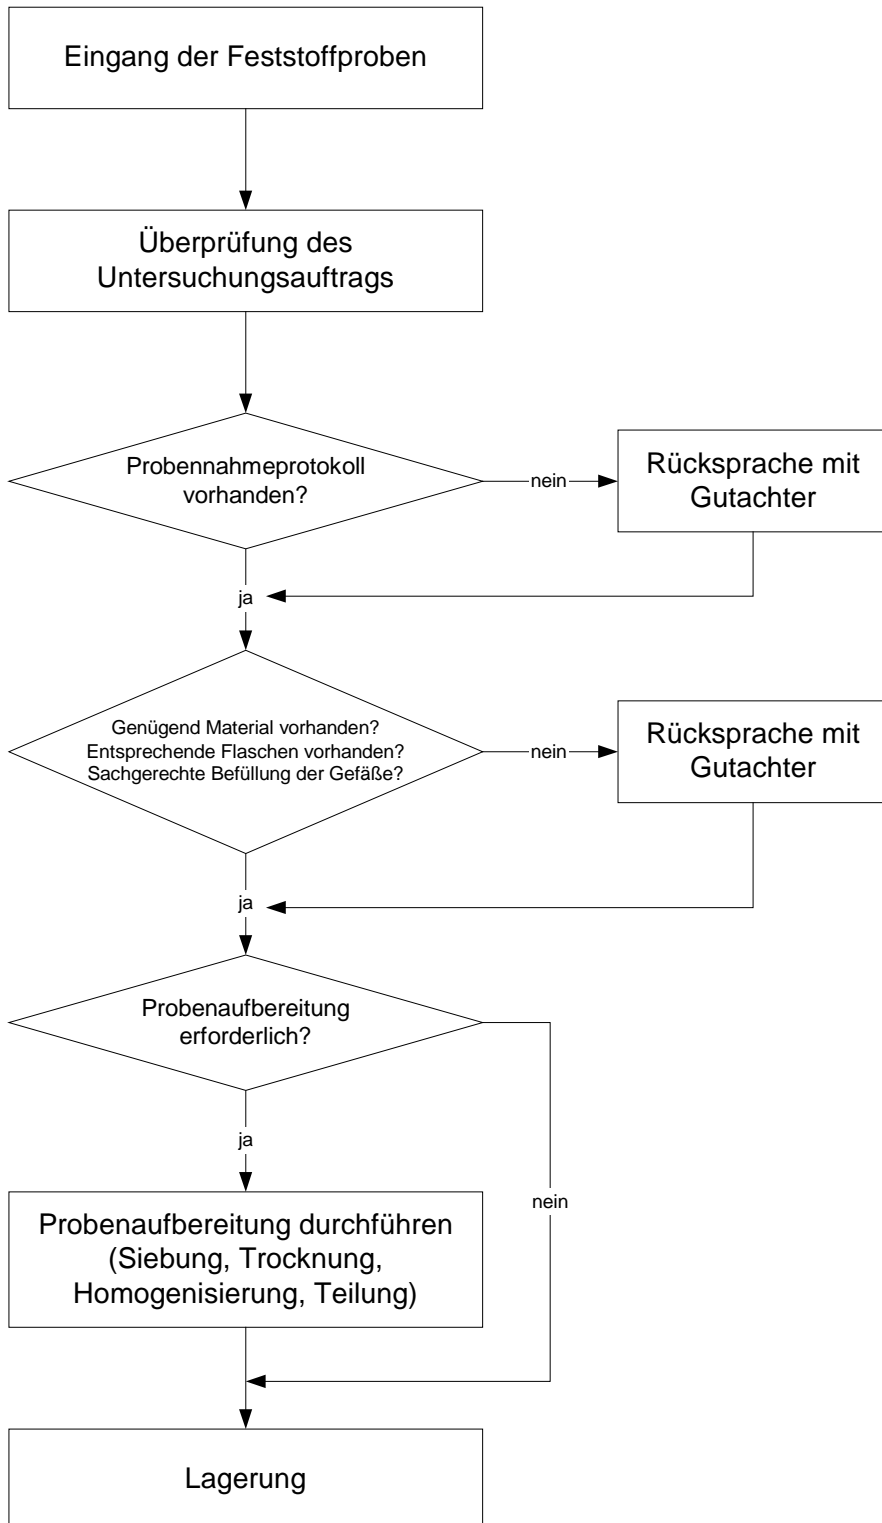 Eingang der Feststoffproben
Überprüfung des
Untersuchungsauftrags
Probennahmeprotokoll
vorhanden?
nein
Rücksprache mit
Gutachter
ja
Genügend Material vorhanden?
Entsprechende Flaschen vorhanden?
Sachgerechte Befüllung der Gefäße?
nein
Rücksprache mit
Gutachter
ja
Probenaufbereitung
erforderlich?
ja
nein
Probenaufbereitung durchführen
(Siebung, Trocknung,
Homogenisierung, Teilung)
Lagerung